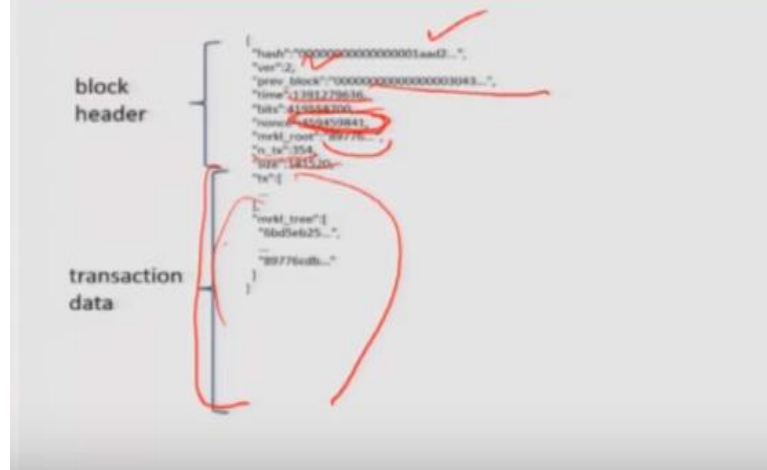 block
header
{
"hash":"00000000000000001aad2...",
"ver":2,
"prev_block":"00000000000000003043...",
"time":1391279636,
"bits":419558700,
"nonce":459459841,
"mrkl_root":"89776...",
"n_tx":354,
"size":181520,
"tx":[
...
],
"mrkl_tree":[
"6bd5eb25...",
...
"89776cdb..."
]
}
transaction
data